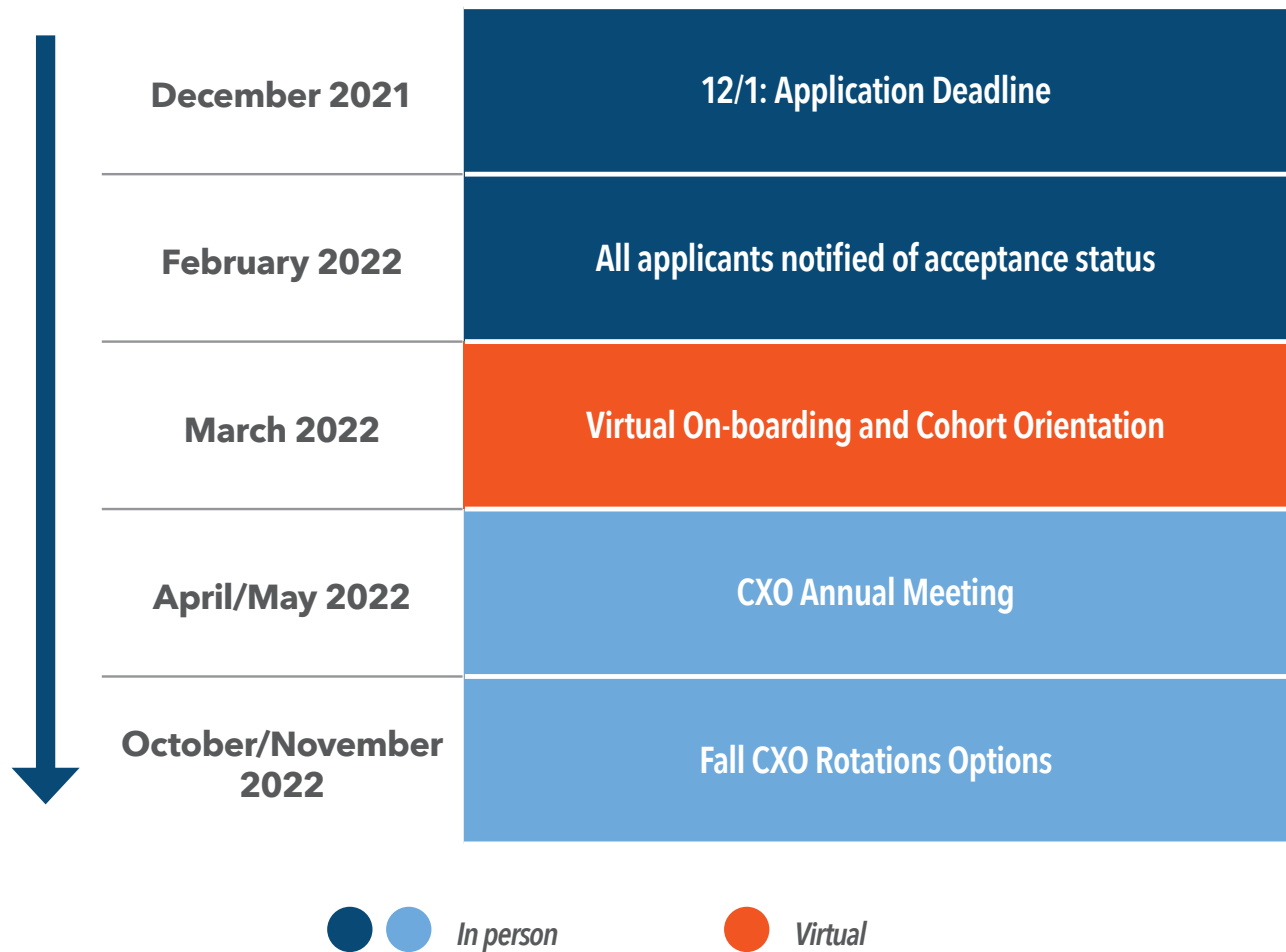 December 2021
12/1: Application Deadline
February 2022
All applicants notified of acceptance status
March 2022
Virtual On-boarding and Cohort Orientation
April/May 2022
CXO Annual Meeting
October/November
2022
Fall CXO Rotations Options
In person
Virtual